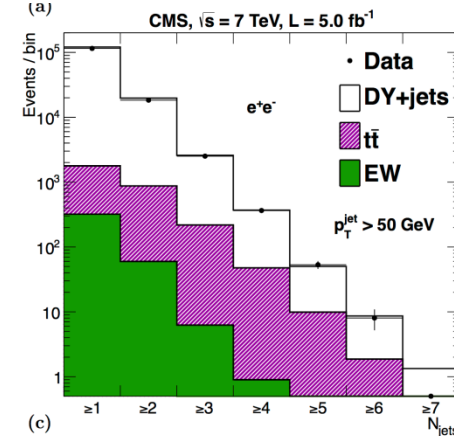 (a)
CMS, √s = 7 TeV, L = 5.0 fb⁻¹
Events / bin
10⁵
10⁴
10³
10²
10
1
Data
DY+jets
tt̄
EW
e⁺e⁻
p_T^jet > 50 GeV
≥1 ≥2 ≥3 ≥4 ≥5 ≥6 ≥7
(c)
N_jets